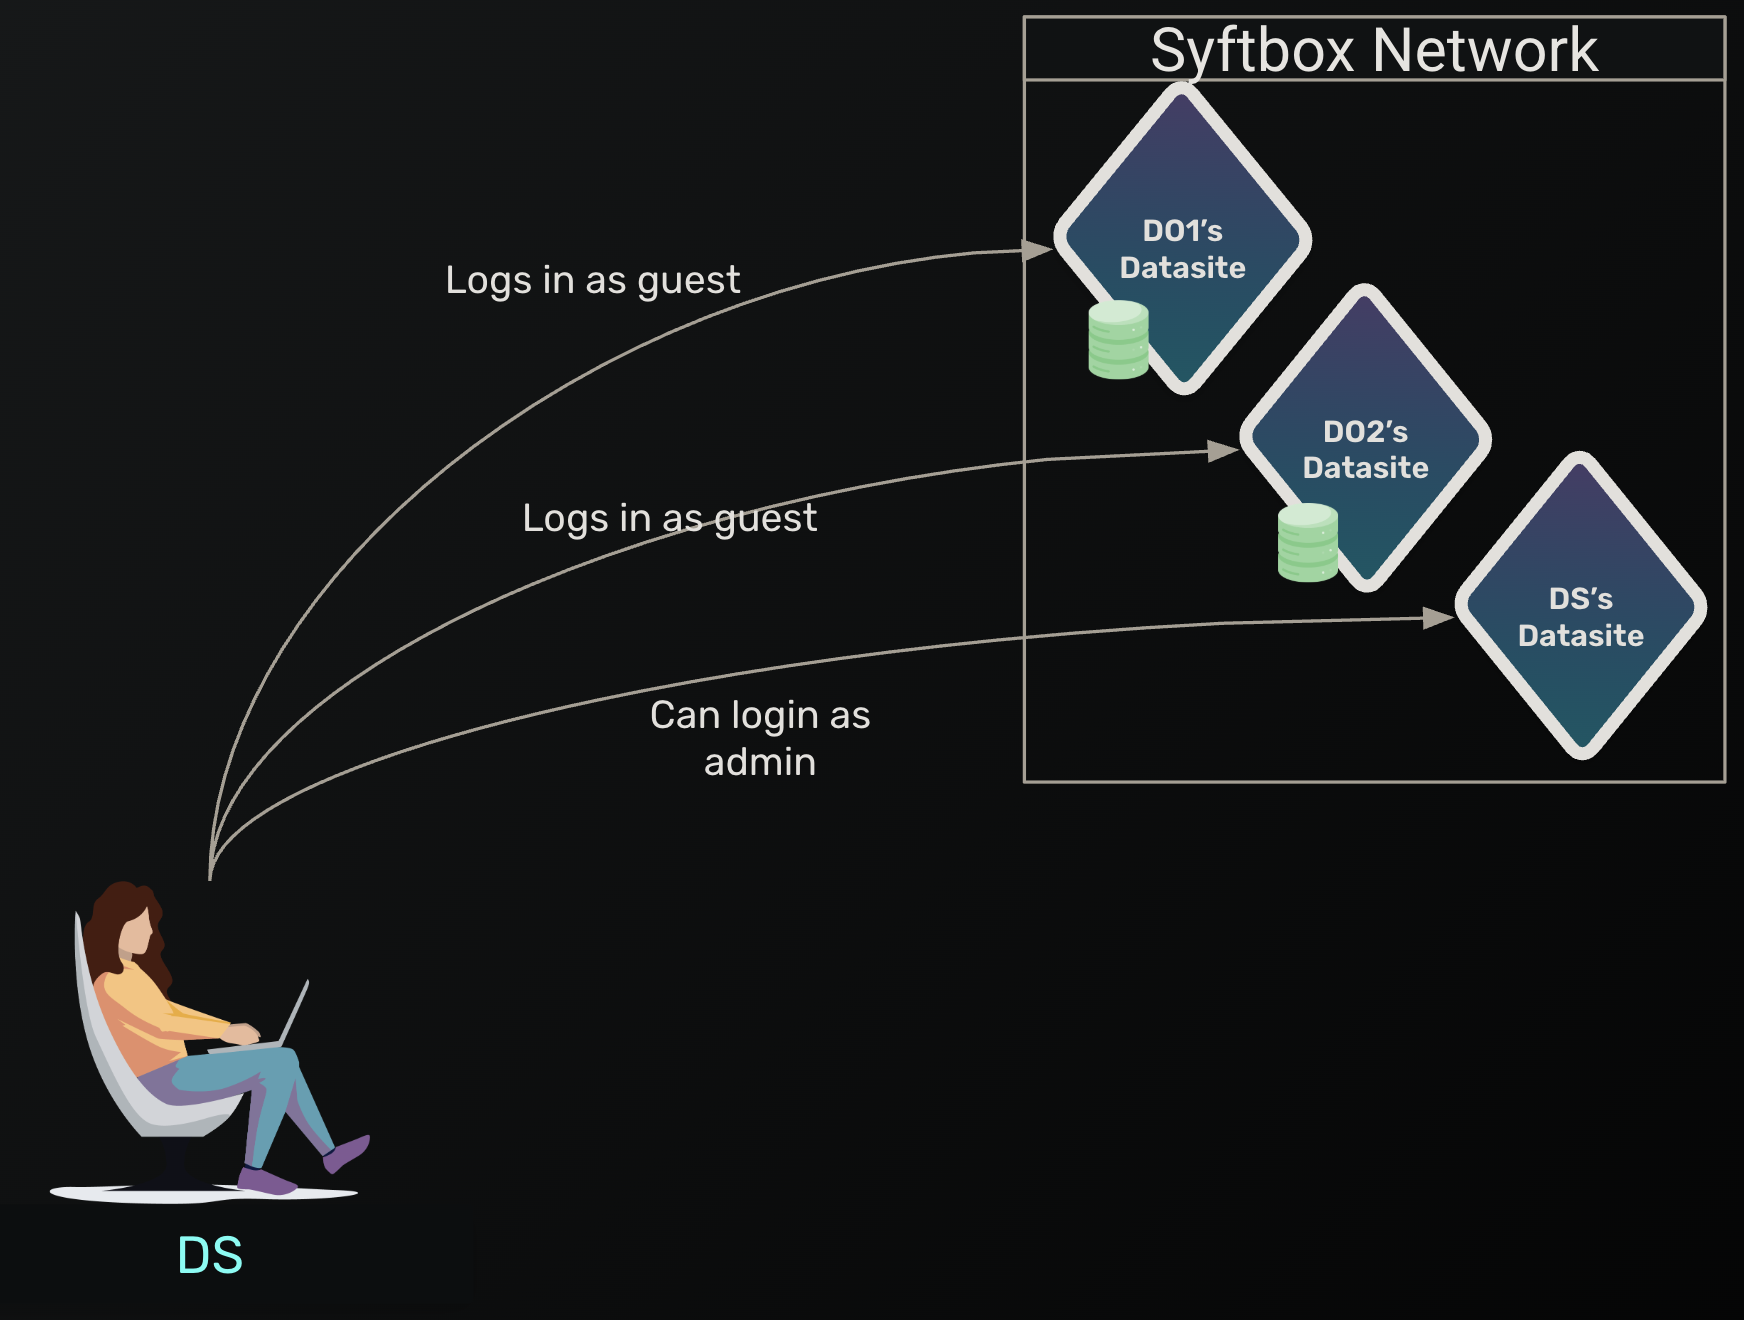 Syftbox Network
DO1's
Datasite
Logs in as guest
DO2's
Datasite
Logs in as guest
DS's
Datasite
Can login as
admin
DS